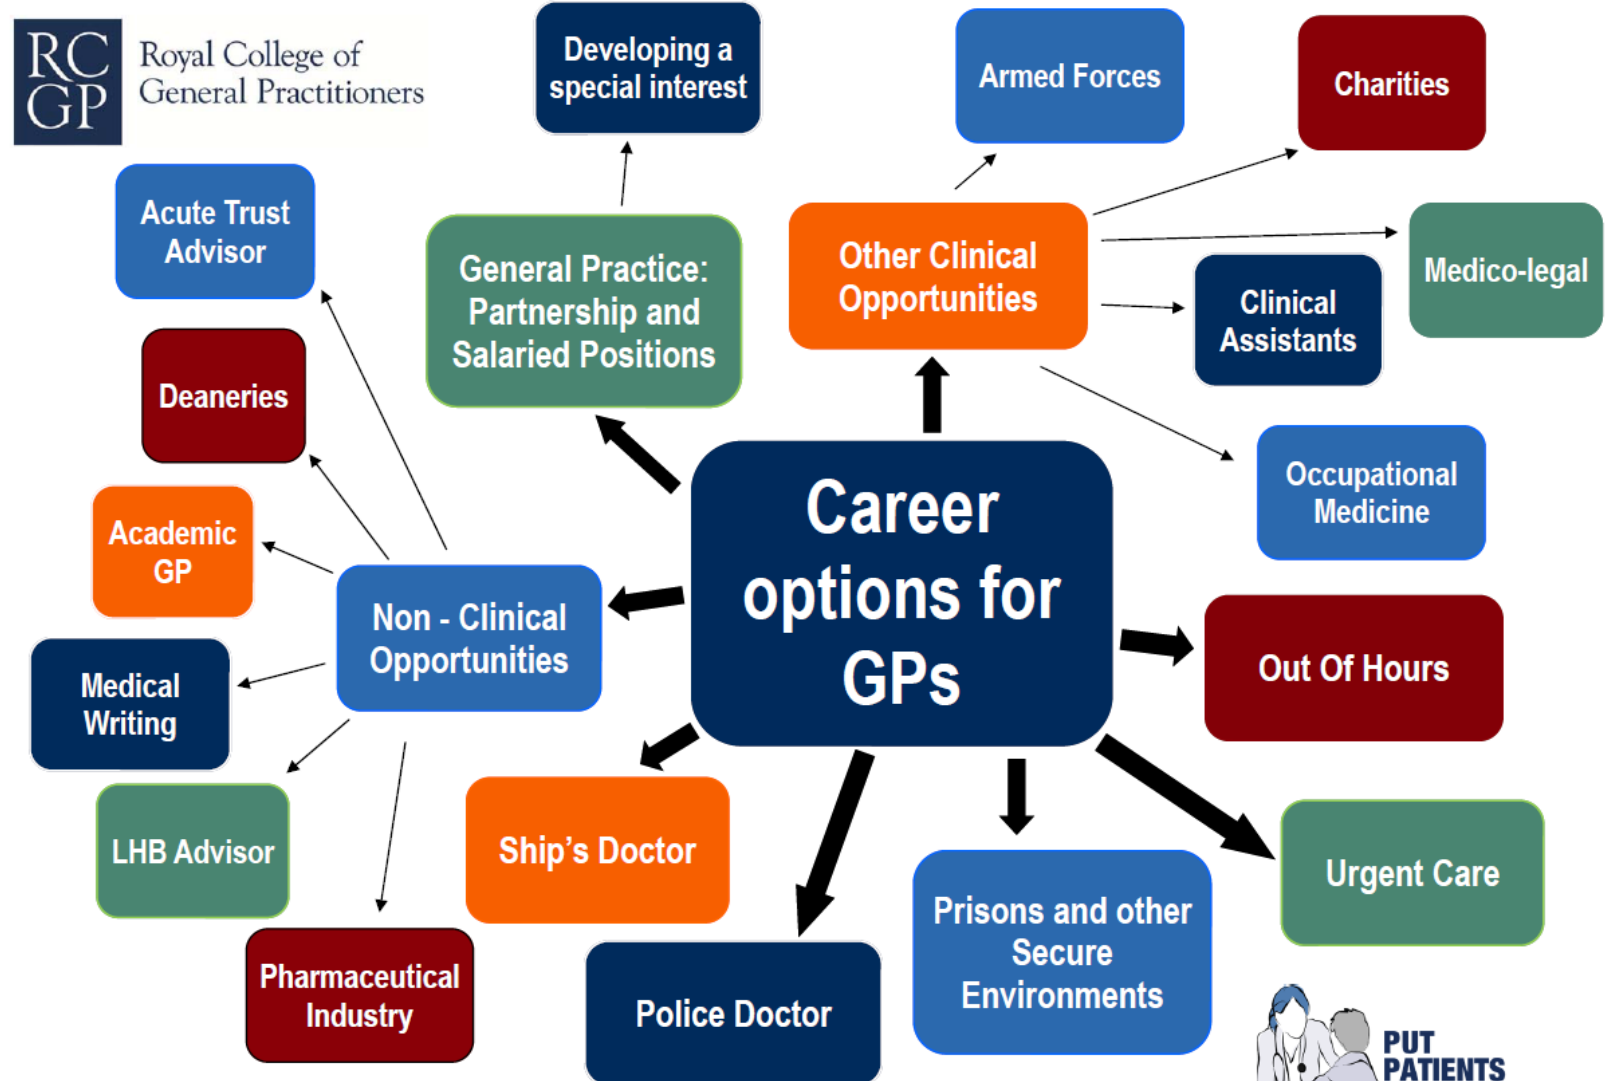 RC
GP
Royal College of
General Practitioners
Developing a
special interest
Armed Forces
Charities
Acute Trust
Advisor
General Practice:
Partnership and
Salaried Positions
Other Clinical
Opportunities
Medico-legal
Clinical
Assistants
Deaneries
Occupational
Medicine
Academic
GP
Career
options for
GPs
Non - Clinical
Opportunities
Out Of Hours
Medical
Writing
LHB Advisor
Ship's Doctor
Urgent Care
Prisons and other
Secure
Environments
Pharmaceutical
Industry
Police Doctor
PUT
PATIENTS